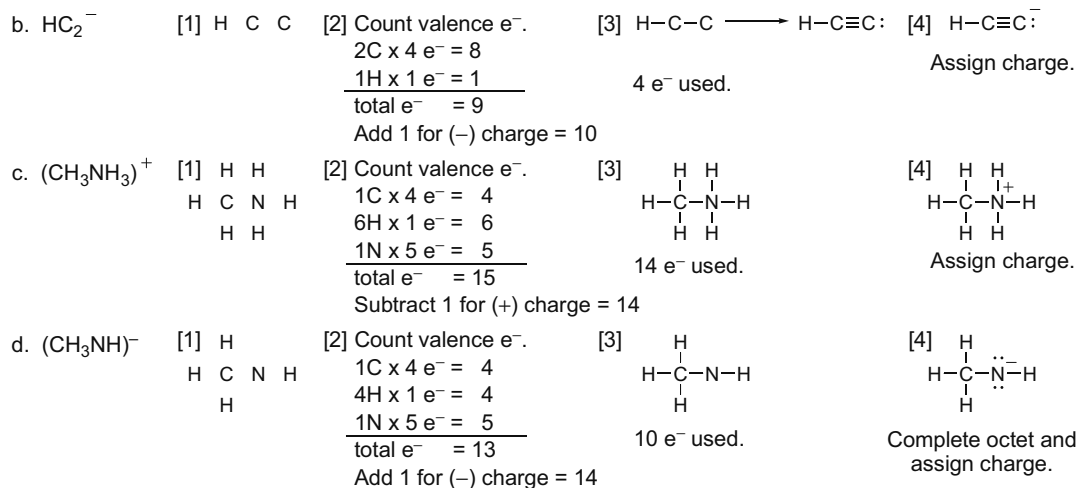 b. HC₂⁻ [1] H C C [2] Count valence e⁻. [3] H−C−C ⟶ H−C≡C: [4] H−C≡C:⁻
2C x 4 e⁻ = 8
1H x 1 e⁻ = 1 4 e⁻ used. Assign charge.
total e⁻ = 9
Add 1 for (−) charge = 10
c. (CH₃NH₃)⁺ [1] H H [2] Count valence e⁻. [3] H H [4] H H
H C N H 1C x 4 e⁻ = 4 H−C−N−H H−C−N⁺−H
H H 6H x 1 e⁻ = 6 H H H H
1N x 5 e⁻ = 5 14 e⁻ used. Assign charge.
total e⁻ = 15
Subtract 1 for (+) charge = 14
d. (CH₃NH)⁻ [1] H [2] Count valence e⁻. [3] H [4] H
H C N H 1C x 4 e⁻ = 4 H−C−N−H H−C−N̈⁻−H
H 4H x 1 e⁻ = 4 H H
1N x 5 e⁻ = 5 10 e⁻ used. Complete octet and
total e⁻ = 13 assign charge.
Add 1 for (−) charge = 14